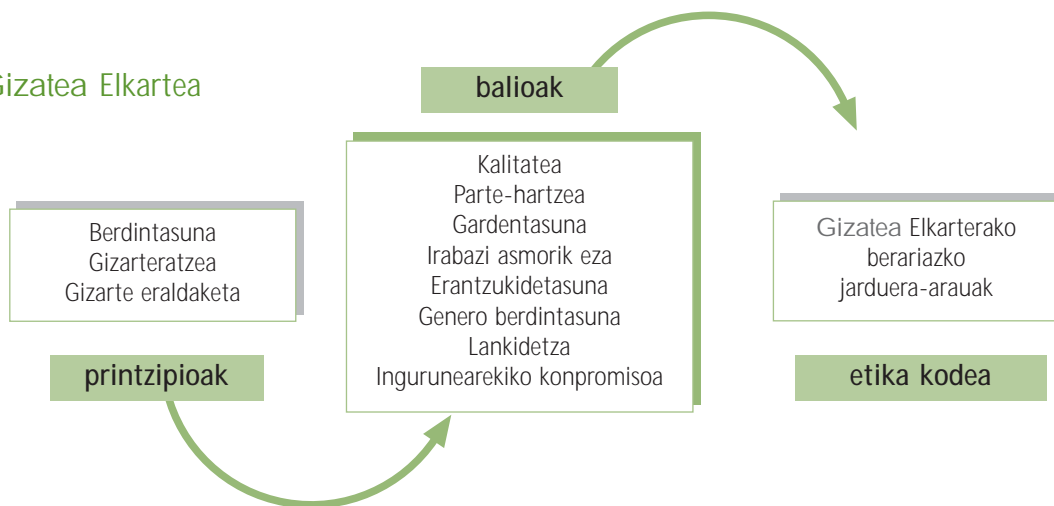 Gizatea Elkartea
balioak
Kalitatea
Parte-hartzea
Gardentasuna
Irabazi asmorik eza
Erantzukidetasuna
Genero berdintasuna
Lankidetza
Ingurunearekiko konpromisoa
Berdintasuna
Gizarteratzea
Gizarte eraldaketa
printzipioak
Gizatea Elkarterako
berariazko
jarduera-arauak
etika kodea